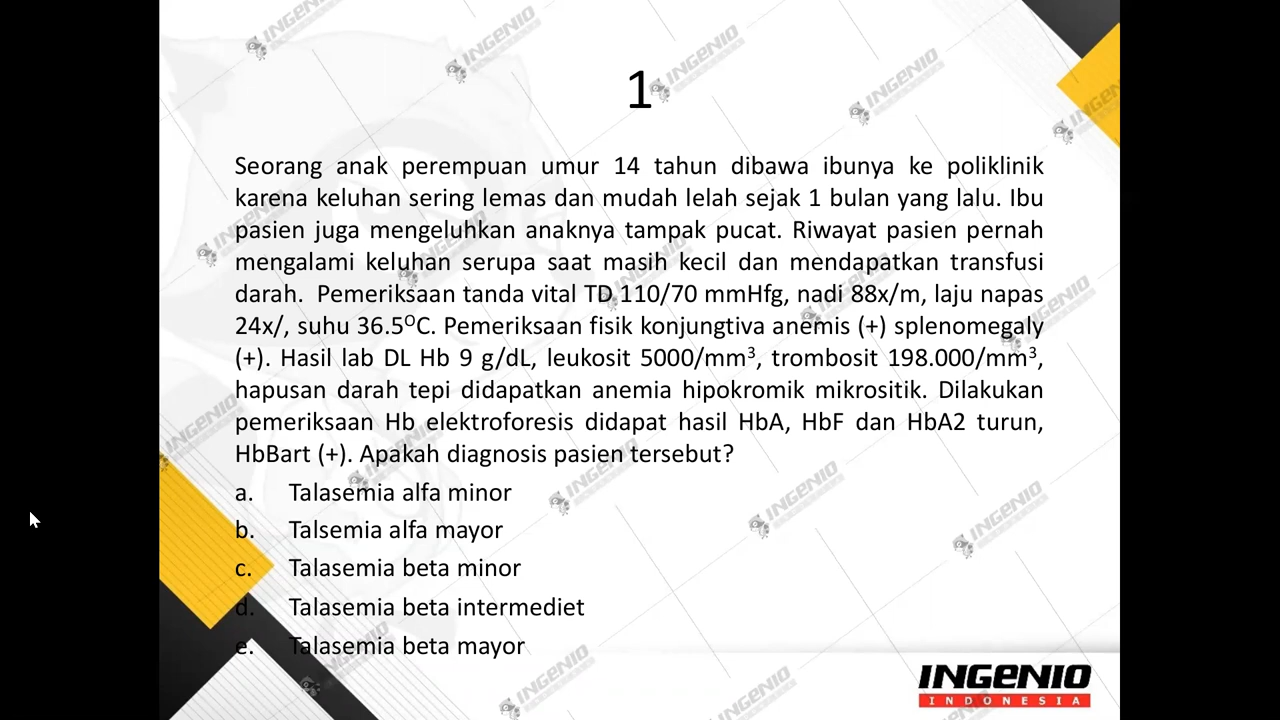 1
Seorang anak perempuan umur 14 tahun dibawa ibunya ke poliklinik
karena keluhan sering lemas dan mudah lelah sejak 1 bulan yang lalu. Ibu
pasien juga mengeluhkan anaknya tampak pucat. Riwayat pasien pernah
mengalami keluhan serupa saat masih kecil dan mendapatkan transfusi
darah. Pemeriksaan tanda vital TD 110/70 mmHfg, nadi 88x/m, laju napas
24x/, suhu 36.5ᴼC. Pemeriksaan fisik konjungtiva anemis (+) splenomegaly
(+). Hasil lab DL Hb 9 g/dL, leukosit 5000/mm³, trombosit 198.000/mm³,
hapusan darah tepi didapatkan anemia hipokromik mikrositik. Dilakukan
pemeriksaan Hb elektroforesis didapat hasil HbA, HbF dan HbA2 turun,
HbBart (+). Apakah diagnosis pasien tersebut?
a. Talasemia alfa minor
b. Talsemia alfa mayor
c. Talasemia beta minor
d. Talasemia beta intermediet
e. Talasemia beta mayor
INGENIO
INDONESIA